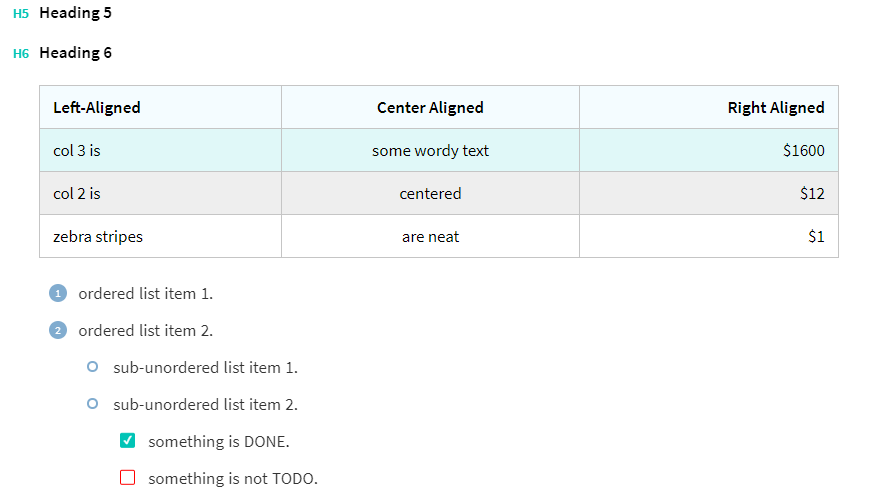 H5 Heading 5
H6 Heading 6
Left-Aligned Center Aligned Right Aligned
col 3 is some wordy text $1600
col 2 is centered $12
zebra stripes are neat $1
1 ordered list item 1.
2 ordered list item 2.
sub-unordered list item 1.
sub-unordered list item 2.
something is DONE.
something is not TODO.